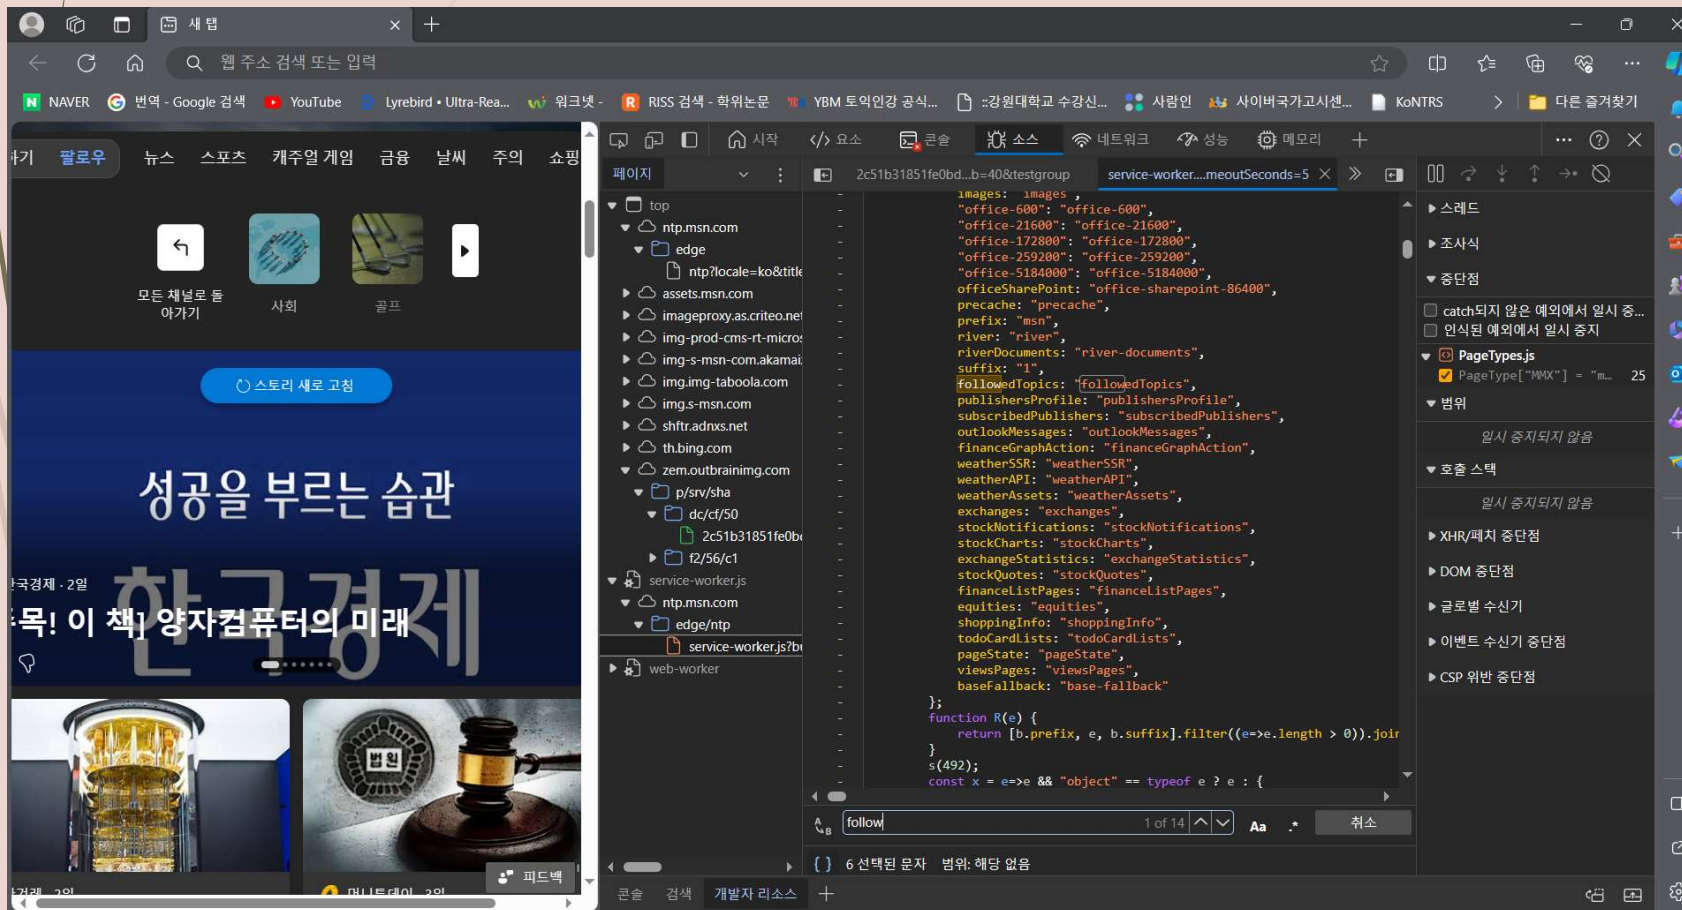 새 탭
웹 주소 검색 또는 입력
NAVER
번역 - Google 검색
YouTube
Lyrebird • Ultra-Rea...
워크넷 -
RISS 검색 - 학위논문
YBM 토익인강 공식...
::강원대학교 수강신...
사람인
사이버국가고시센...
KoNTRS
다른 즐겨찾기
하기 팔로우 뉴스 스포츠 캐주얼 게임 금융 날씨 주의 쇼핑
모든 채널로 돌
아가기
사회
골프
스토리 새로 고침
성공을 부르는 습관
한국경제
한국경제 · 2일
목! 이 책] 양자컴퓨터의 미래
법원
피드백
머니투데이 · 3일
시작
요소
콘솔
소스
네트워크
성능
메모리
페이지
top
ntp.msn.com
edge
ntp?locale=ko&title
assets.msn.com
imageproxy.as.criteo.net
img-prod-cms-rt-micros
img-s-msn-com.akamai
img.img-taboola.com
img.s-msn.com
shftr.adnxs.net
th.bing.com
zem.outbrainimg.com
p/srv/sha
dc/cf/50
2c51b31851fe0b
f2/56/c1
service-worker.js
ntp.msn.com
edge/ntp
service-worker.js?b
web-worker
2c51b31851fe0bd...b=40&testgroup
service-worker....meoutSeconds=5
images: "images",
"office-600": "office-600",
"office-21600": "office-21600",
"office-172800": "office-172800",
"office-259200": "office-259200",
"office-5184000": "office-5184000",
officeSharePoint: "office-sharepoint-86400",
precache: "precache",
prefix: "msn",
river: "river",
riverDocuments: "river-documents",
suffix: "1",
followedTopics: "followedTopics",
publishersProfile: "publishersProfile",
subscribedPublishers: "subscribedPublishers",
outlookMessages: "outlookMessages",
financeGraphAction: "financeGraphAction",
weatherSSR: "weatherSSR",
weatherAPI: "weatherAPI",
weatherAssets: "weatherAssets",
exchanges: "exchanges",
stockNotifications: "stockNotifications",
stockCharts: "stockCharts",
exchangeStatistics: "exchangeStatistics",
stockQuotes: "stockQuotes",
financeListPages: "financeListPages",
equities: "equities",
shoppingInfo: "shoppingInfo",
todoCardLists: "todoCardLists",
pageState: "pageState",
viewsPages: "viewsPages",
baseFallback: "base-fallback"
};
function R(e) {
return [b.prefix, e, b.suffix].filter((e=>e.length > 0)).join
}
s(492);
const x = e=>e && "object" == typeof e ? e : {
follow
1 of 14
Aa
.*
취소
{ } 6 선택된 문자 범위: 해당 없음
콘솔
검색
개발자 리소스
스레드
조사식
중단점
catch되지 않은 예외에서 일시 중...
인식된 예외에서 일시 중지
PageTypes.js
PageType["MMX"] = "m... 25
범위
일시 중지되지 않음
호출 스택
일시 중지되지 않음
XHR/페치 중단점
DOM 중단점
글로벌 수신기
이벤트 수신기 중단점
CSP 위반 중단점